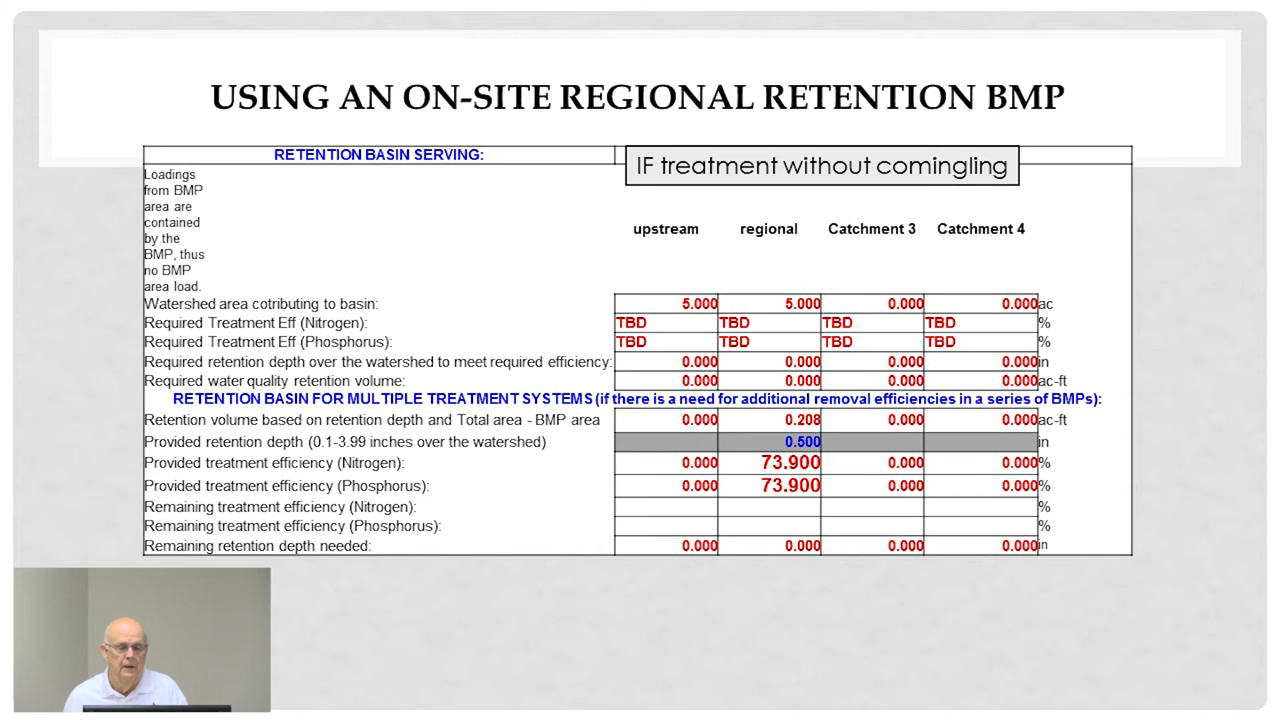 USING AN ON-SITE REGIONAL RETENTION BMP
RETENTION BASIN SERVING:
IF treatment without comingling
Loadings
from BMP
area are
contained
by the
BMP, thus
no BMP
area load.
upstream regional Catchment 3 Catchment 4
Watershed area cotributing to basin: 5.000 5.000 0.000 0.000 ac
Required Treatment Eff (Nitrogen): TBD TBD TBD TBD %
Required Treatment Eff (Phosphorus): TBD TBD TBD TBD %
Required retention depth over the watershed to meet required efficiency: 0.000 0.000 0.000 0.000 in
Required water quality retention volume: 0.000 0.000 0.000 0.000 ac-ft
RETENTION BASIN FOR MULTIPLE TREATMENT SYSTEMS (if there is a need for additional removal efficiencies in a series of BMPs):
Retention volume based on retention depth and Total area - BMP area 0.000 0.208 0.000 0.000 ac-ft
Provided retention depth (0.1-3.99 inches over the watershed) 0.500 in
Provided treatment efficiency (Nitrogen): 0.000 73.900 0.000 0.000 %
Provided treatment efficiency (Phosphorus): 0.000 73.900 0.000 0.000 %
Remaining treatment efficiency (Nitrogen): %
Remaining treatment efficiency (Phosphorus): %
Remaining retention depth needed: 0.000 0.000 0.000 0.000 in